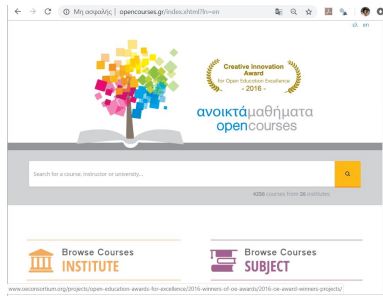 Μη ασφαλής | opencourses.gr/index.xhtml?ln=en
ελ en
Creative Innovation
Award
for Open Education Excellence
- 2016 -
ανοικτάμαθήματα
opencourses
Search for a course, instructor or university...
4256 courses from 26 institutes
Browse Courses
INSTITUTE
Browse Courses
SUBJECT
www.oeconsortium.org/projects/open-education-awards-for-excellence/2016-winners-of-oe-awards/2016-oe-award-winners-projects/